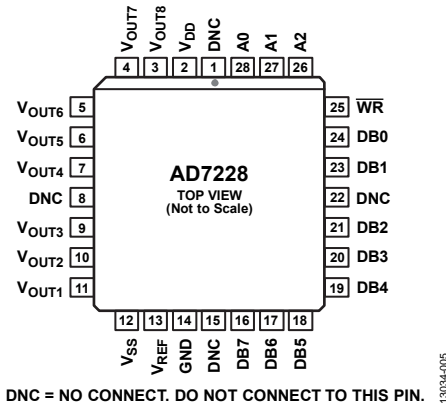 VOUT7 VOUT8 VDD DNC A0 A1 A2
4 3 2 1 28 27 26
VOUT6 5
VOUT5 6
VOUT4 7
DNC 8
VOUT3 9
VOUT2 10
VOUT1 11
AD7228
TOP VIEW
(Not to Scale)
25 W̅R̅
24 DB0
23 DB1
22 DNC
21 DB2
20 DB3
19 DB4
12 13 14 15 16 17 18
VSS VREF GND DNC DB7 DB6 DB5
DNC = NO CONNECT. DO NOT CONNECT TO THIS PIN.
13034-005